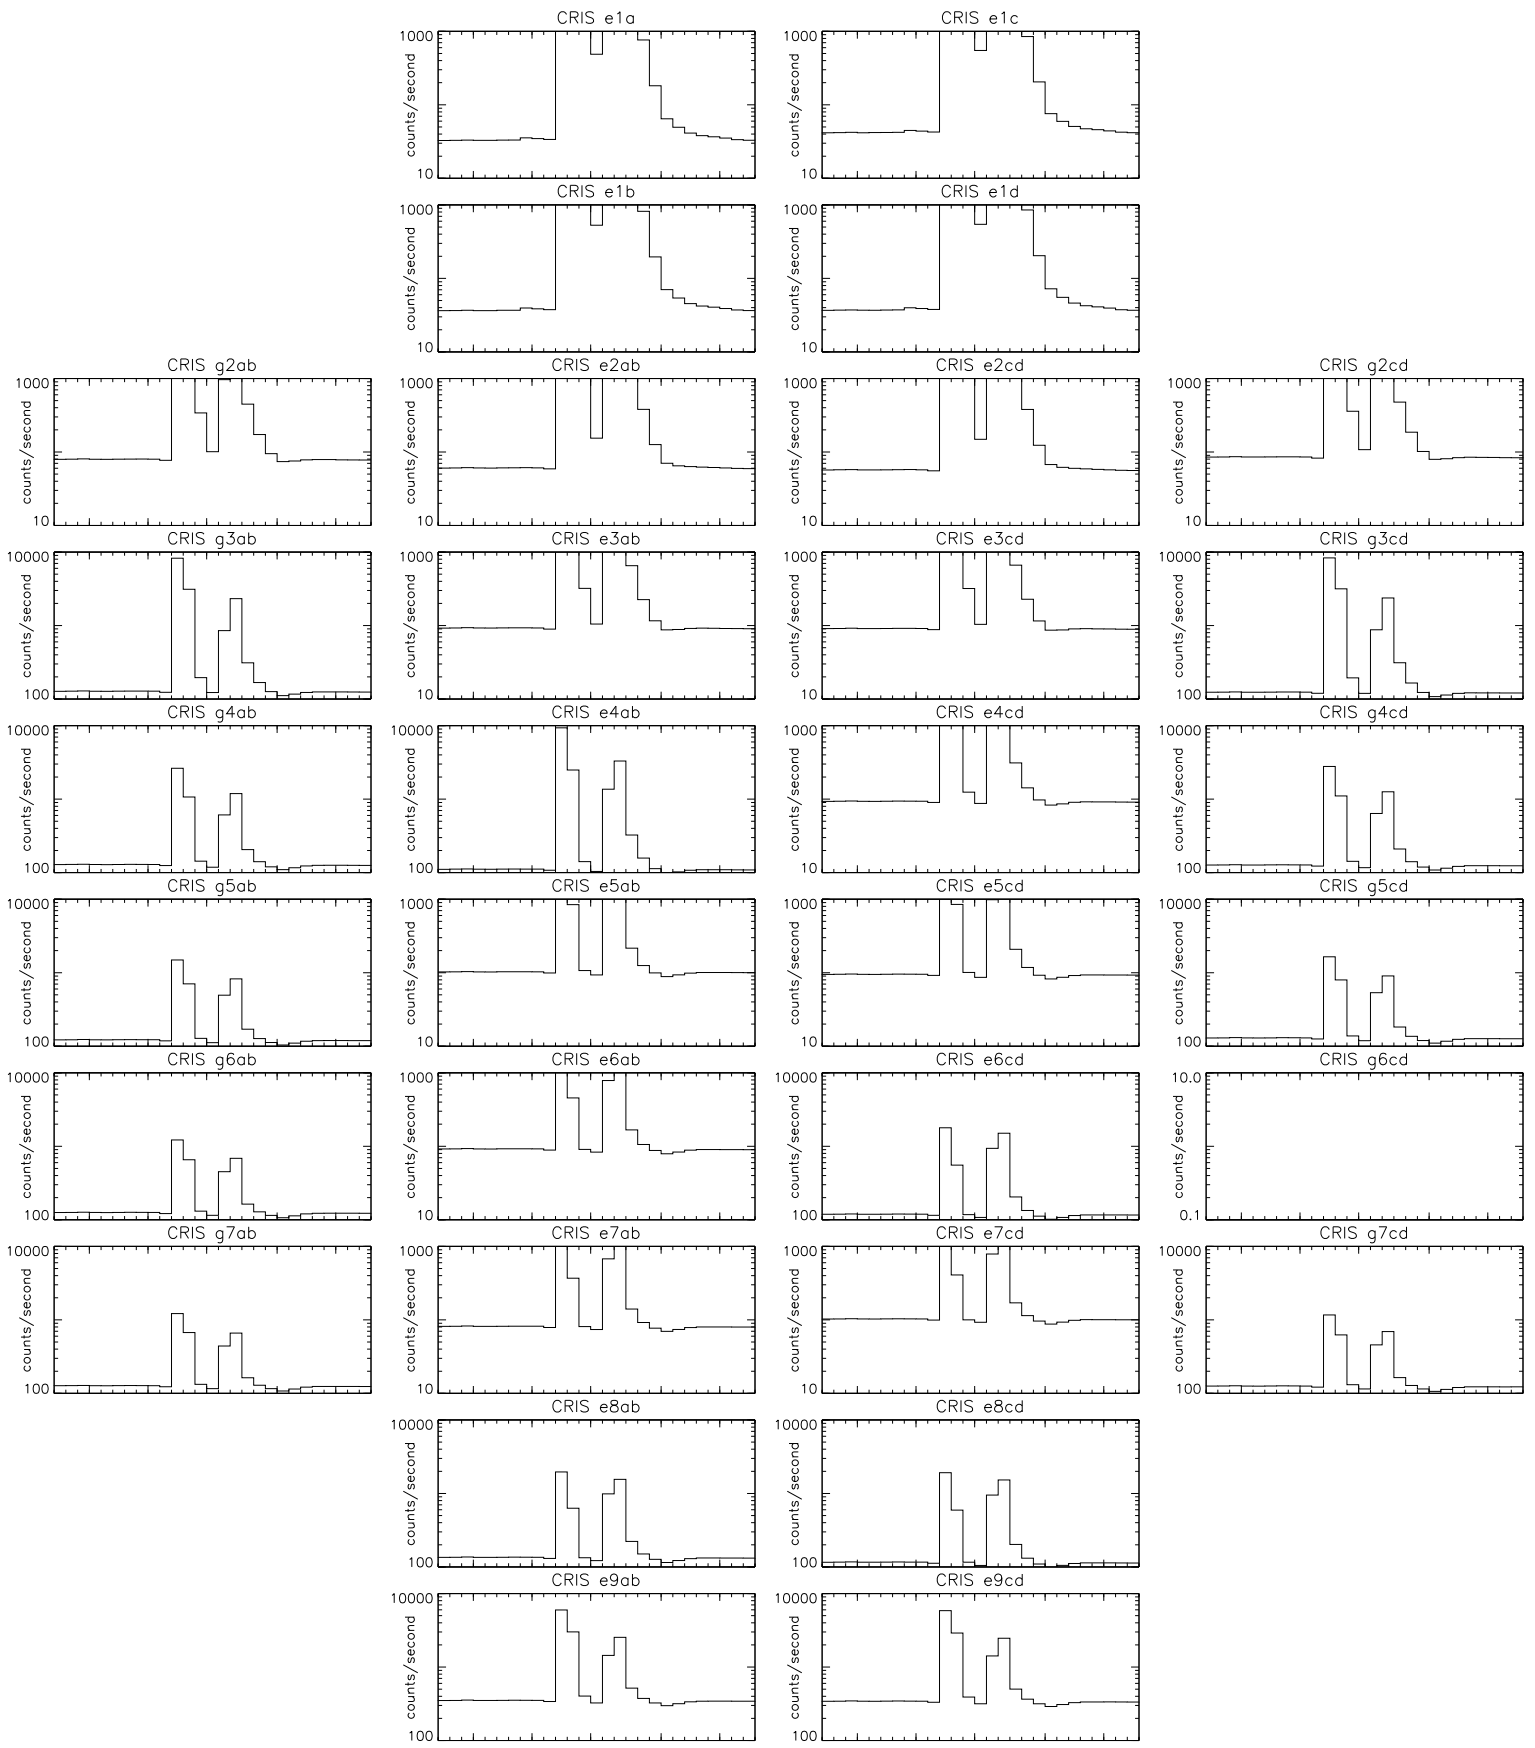 CRIS e1a
CRIS e1c
1000
counts/second
10
1000
counts/second
10
CRIS e1b
CRIS e1d
1000
counts/second
10
1000
counts/second
10
CRIS g2ab
CRIS e2ab
CRIS e2cd
CRIS g2cd
1000
counts/second
10
1000
counts/second
10
1000
counts/second
10
1000
counts/second
10
CRIS g3ab
CRIS e3ab
CRIS e3cd
CRIS g3cd
10000
counts/second
100
1000
counts/second
10
1000
counts/second
10
10000
counts/second
100
CRIS g4ab
CRIS e4ab
CRIS e4cd
CRIS g4cd
10000
counts/second
100
10000
counts/second
100
1000
counts/second
10
10000
counts/second
100
CRIS g5ab
CRIS e5ab
CRIS e5cd
CRIS g5cd
10000
counts/second
100
1000
counts/second
10
1000
counts/second
10
10000
counts/second
100
CRIS g6ab
CRIS e6ab
CRIS e6cd
CRIS g6cd
10000
counts/second
100
1000
counts/second
10
10000
counts/second
100
10.0
counts/second
0.1
CRIS g7ab
CRIS e7ab
CRIS e7cd
CRIS g7cd
10000
counts/second
100
1000
counts/second
10
1000
counts/second
10
10000
counts/second
100
CRIS e8ab
CRIS e8cd
10000
counts/second
100
10000
counts/second
100
CRIS e9ab
CRIS e9cd
10000
counts/second
100
10000
counts/second
100